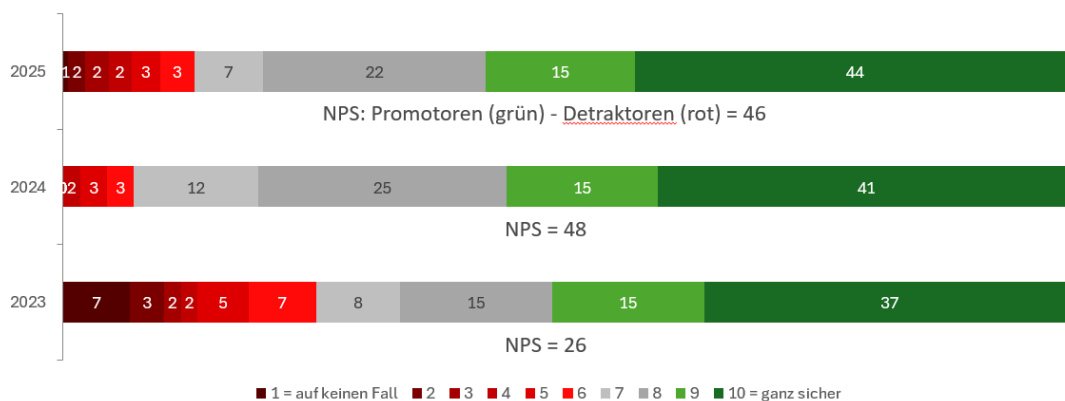 2025 1 2 2 2 3 3 7 22 15 44
NPS: Promotoren (grün) - Detraktoren (rot) = 46
2024 0 2 3 3 12 25 15 41
NPS = 48
2023 7 3 2 2 5 7 8 15 15 37
NPS = 26
1 = auf keinen Fall 2 3 4 5 6 7 8 9 10 = ganz sicher